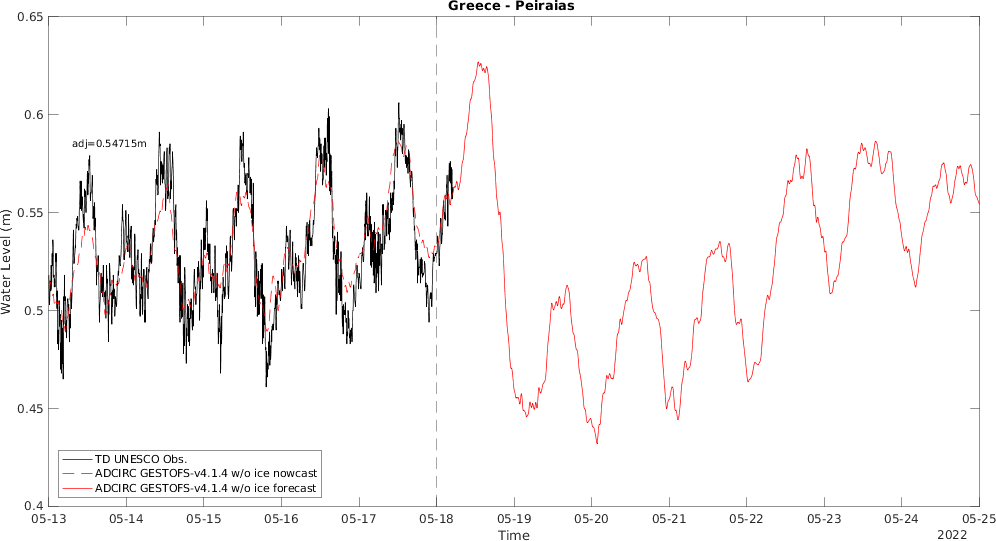 Greece - Peiraias
0.65
0.6
0.55
0.5
0.45
0.4
Water Level (m)
adj=0.54715m
TD UNESCO Obs.
ADCIRC GESTOFS-v4.1.4 w/o ice nowcast
ADCIRC GESTOFS-v4.1.4 w/o ice forecast
05-13 05-14 05-15 05-16 05-17 05-18 05-19 05-20 05-21 05-22 05-23 05-24 05-25
Time
2022